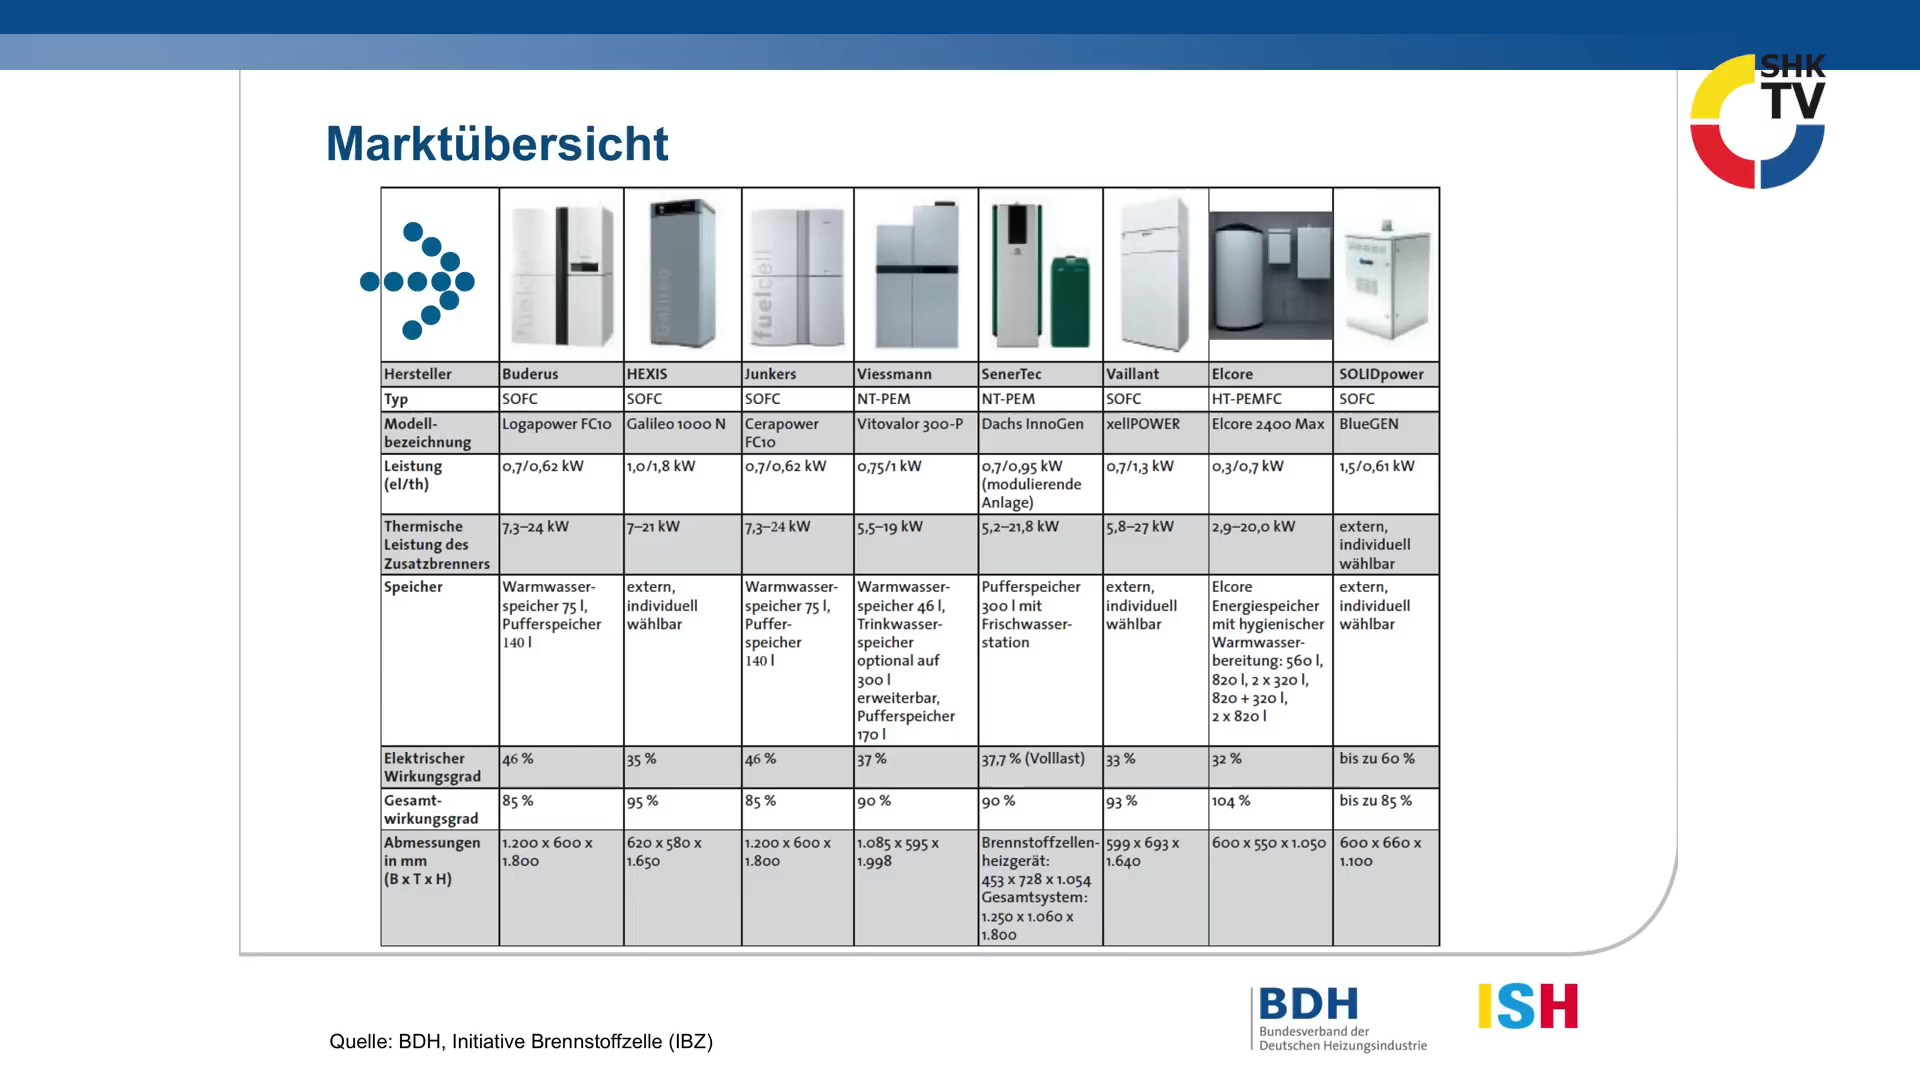 SHK
TV
Marktübersicht
fuelcell
Galileo
fuelcell
Hersteller
Buderus
HEXIS
Junkers
Viessmann
SenerTec
Vaillant
Elcore
SOLIDpower
Typ
SOFC
SOFC
SOFC
NT-PEM
NT-PEM
SOFC
HT-PEMFC
SOFC
Modell-
bezeichnung
Logapower FC10
Galileo 1000 N
Cerapower
FC10
Vitovalor 300-P
Dachs InnoGen
xellPOWER
Elcore 2400 Max
BlueGEN
Leistung
(el/th)
0,7/0,62 kW
1,0/1,8 kW
0,7/0,62 kW
0,75/1 kW
0,7/0,95 kW
(modulierende
Anlage)
0,7/1,3 kW
0,3/0,7 kW
1,5/0,61 kW
Thermische
Leistung des
Zusatzbrenners
7,3–24 kW
7–21 kW
7,3–24 kW
5,5–19 kW
5,2–21,8 kW
5,8–27 kW
2,9–20,0 kW
extern,
individuell
wählbar
Speicher
Warmwasser-
speicher 75 l,
Pufferspeicher
140 l
extern,
individuell
wählbar
Warmwasser-
speicher 75 l,
Puffer-
speicher
140 l
Warmwasser-
speicher 46 l,
Trinkwasser-
speicher
optional auf
300 l
erweiterbar,
Pufferspeicher
170 l
Pufferspeicher
300 l mit
Frischwasser-
station
extern,
individuell
wählbar
Elcore
Energiespeicher
mit hygienischer
Warmwasser-
bereitung: 560 l,
820 l, 2 x 320 l,
820 + 320 l,
2 x 820 l
extern,
individuell
wählbar
Elektrischer
Wirkungsgrad
46 %
35 %
46 %
37 %
37,7 % (Volllast)
33 %
32 %
bis zu 60 %
Gesamt-
wirkungsgrad
85 %
95 %
85 %
90 %
90 %
93 %
104 %
bis zu 85 %
Abmessungen
in mm
(B x T x H)
1.200 x 600 x
1.800
620 x 580 x
1.650
1.200 x 600 x
1.800
1.085 x 595 x
1.998
Brennstoffzellen-
heizgerät:
453 x 728 x 1.054
Gesamtsystem:
1.250 x 1.060 x
1.800
599 x 693 x
1.640
600 x 550 x 1.050
600 x 660 x
1.100
BDH
Bundesverband der
Deutschen Heizungsindustrie
ISH
Quelle: BDH, Initiative Brennstoffzelle (IBZ)